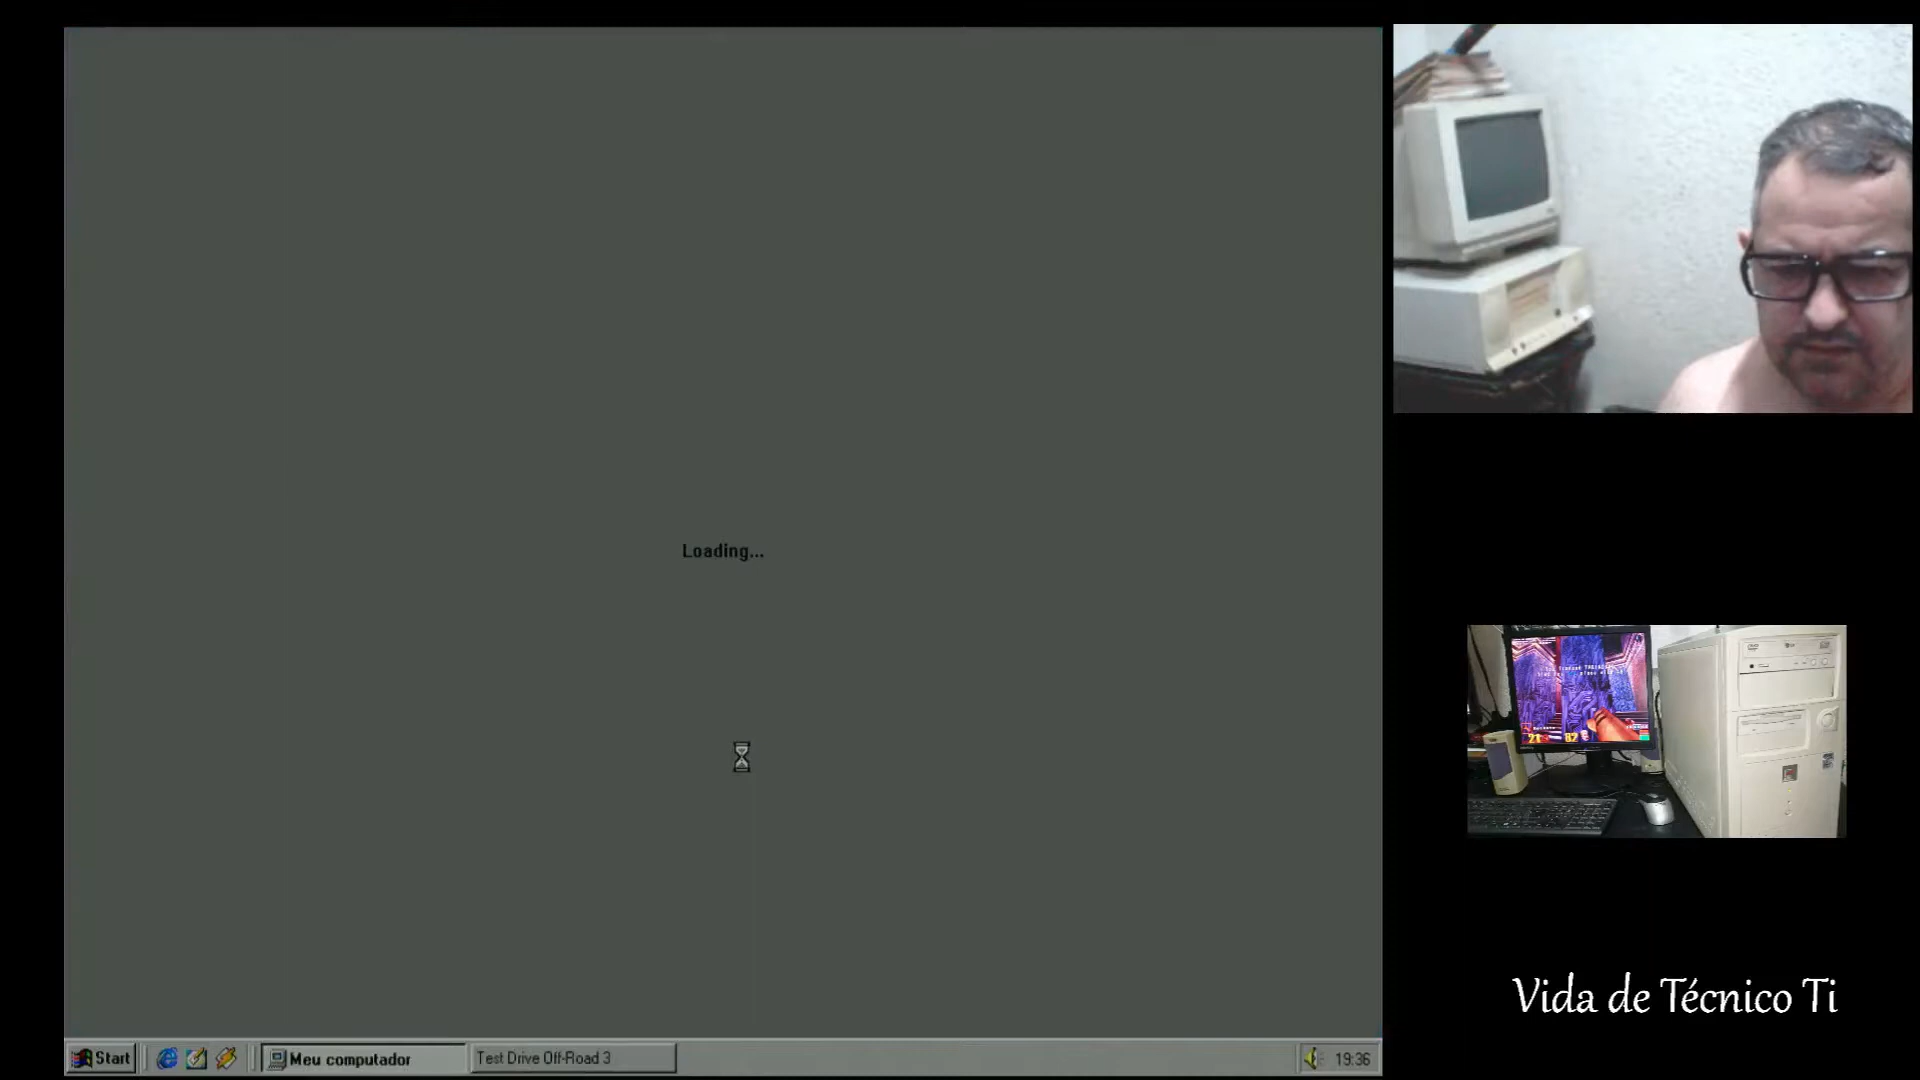 Loading...
Start
Meu computador
Test Drive Off-Road 3
19:36
Vida de Técnico Ti